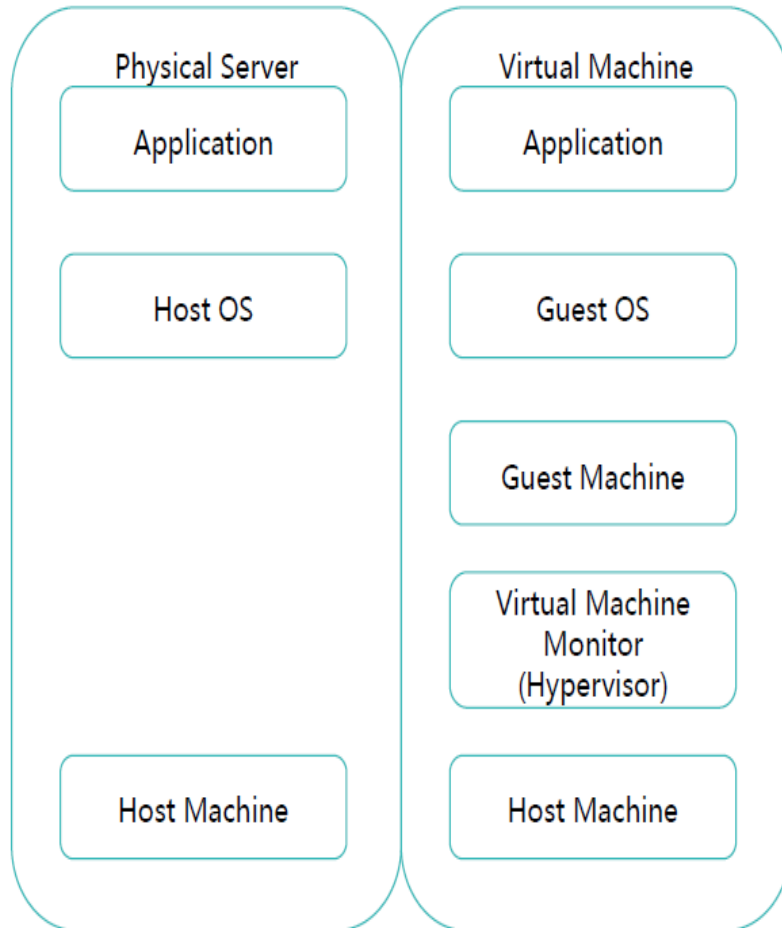 Physical Server
Application
Host OS
Host Machine
Virtual Machine
Application
Guest OS
Guest Machine
Virtual Machine
Monitor
(Hypervisor)
Host Machine